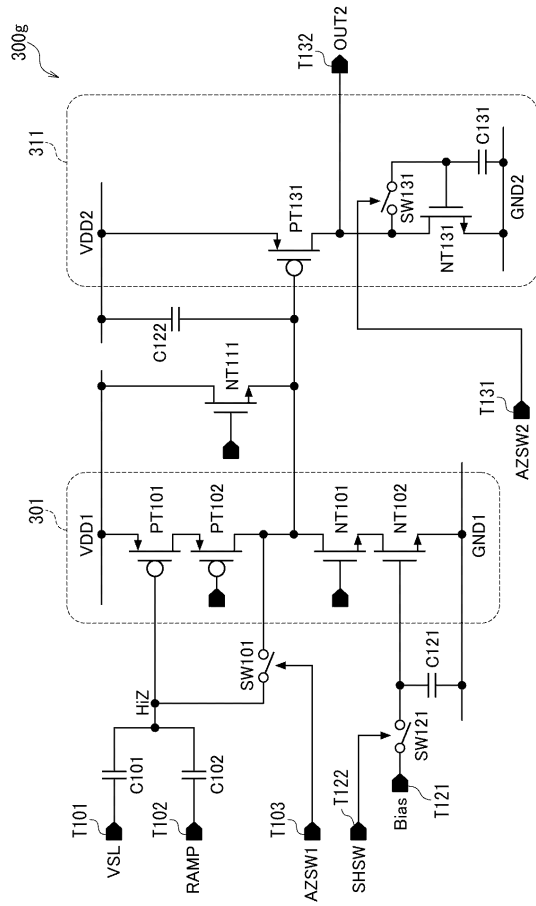 300g
301
311
VDD1
VDD2
PT101
PT102
NT101
NT102
GND1
NT111
C122
PT131
NT131
SW131
C131
GND2
T132
OUT2
T131
AZSW2
HiZ
C101
C102
T101
VSL
T102
RAMP
SW101
T103
AZSW1
T122
SHSW
SW121
C121
Bias
T121